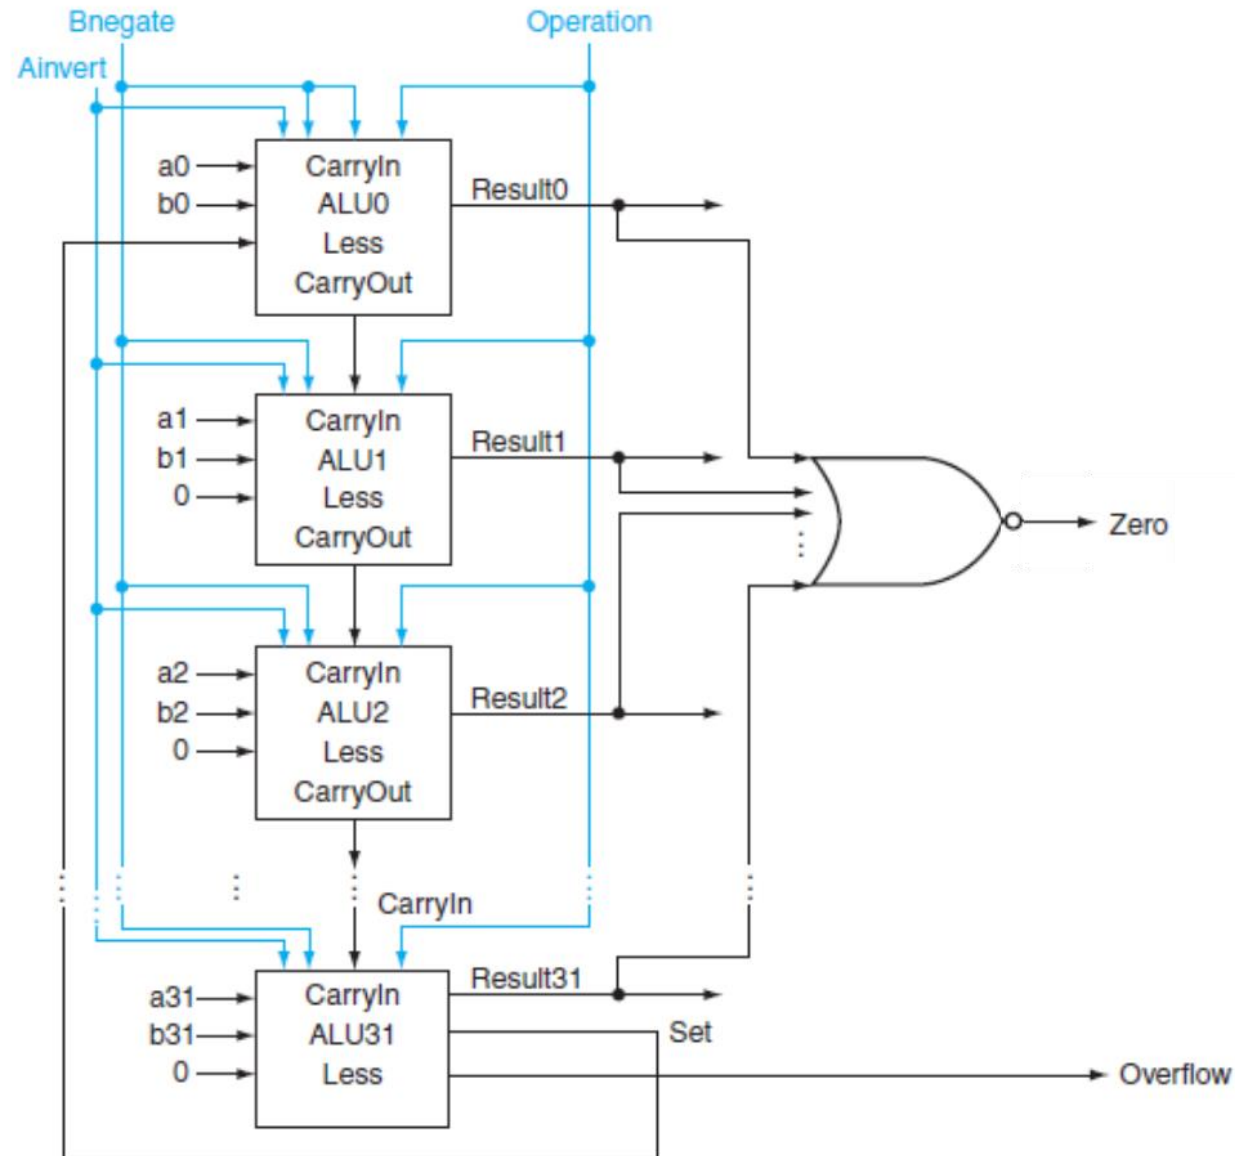 Bnegate
Operation
Ainvert
a0
CarryIn
Result0
b0
ALU0
Less
CarryOut
a1
CarryIn
Result1
b1
ALU1
0
Less
CarryOut
Zero
a2
CarryIn
Result2
b2
ALU2
0
Less
CarryOut
CarryIn
a31
CarryIn
Result31
b31
ALU31
Set
0
Less
Overflow